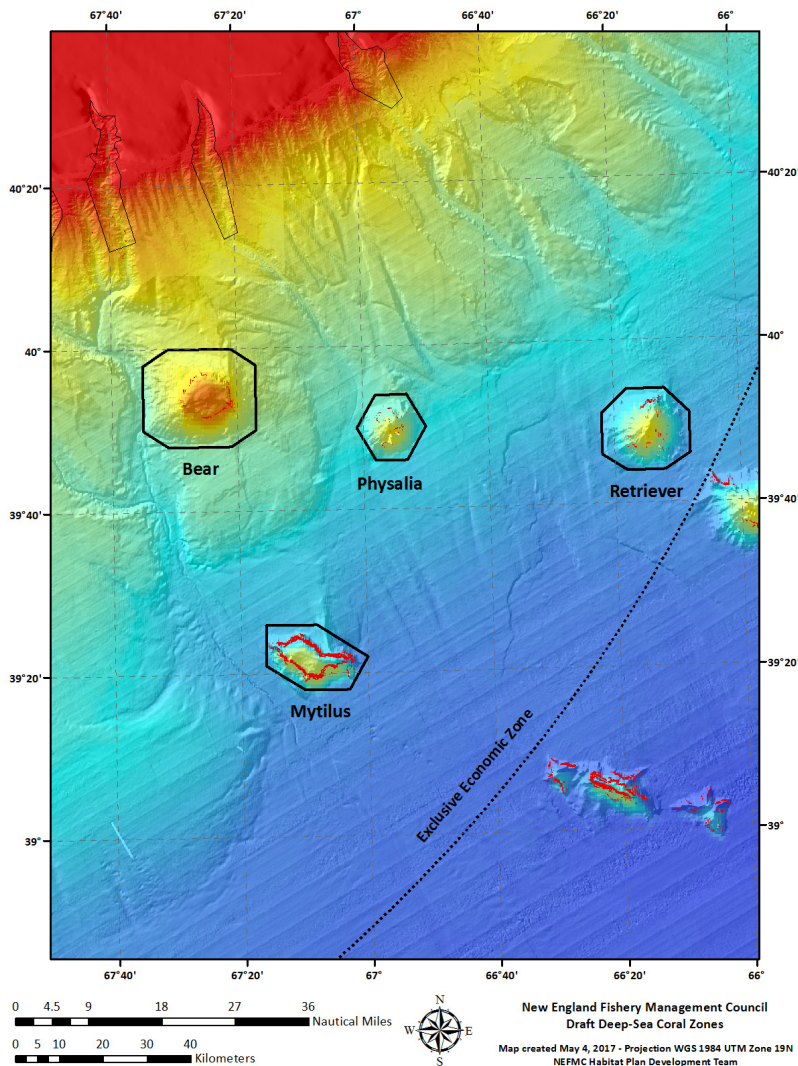 67°40' 67°20' 67° 66°40' 66°20' 66°
40°20' 40°20'
40° 40°
Bear
Physalia
Retriever
39°40' 39°40'
39°20' 39°20'
Mytilus
Exclusive Economic Zone
39° 39°
67°40' 67°20' 67° 66°40' 66°20' 66°
0 4.5 9 18 27 36
Nautical Miles
0 5 10 20 30 40
Kilometers
N
W E
S
New England Fishery Management Council
Draft Deep-Sea Coral Zones
Map created May 4, 2017 - Projection WGS 1984 UTM Zone 19N
NEFMC Habitat Plan Development Team